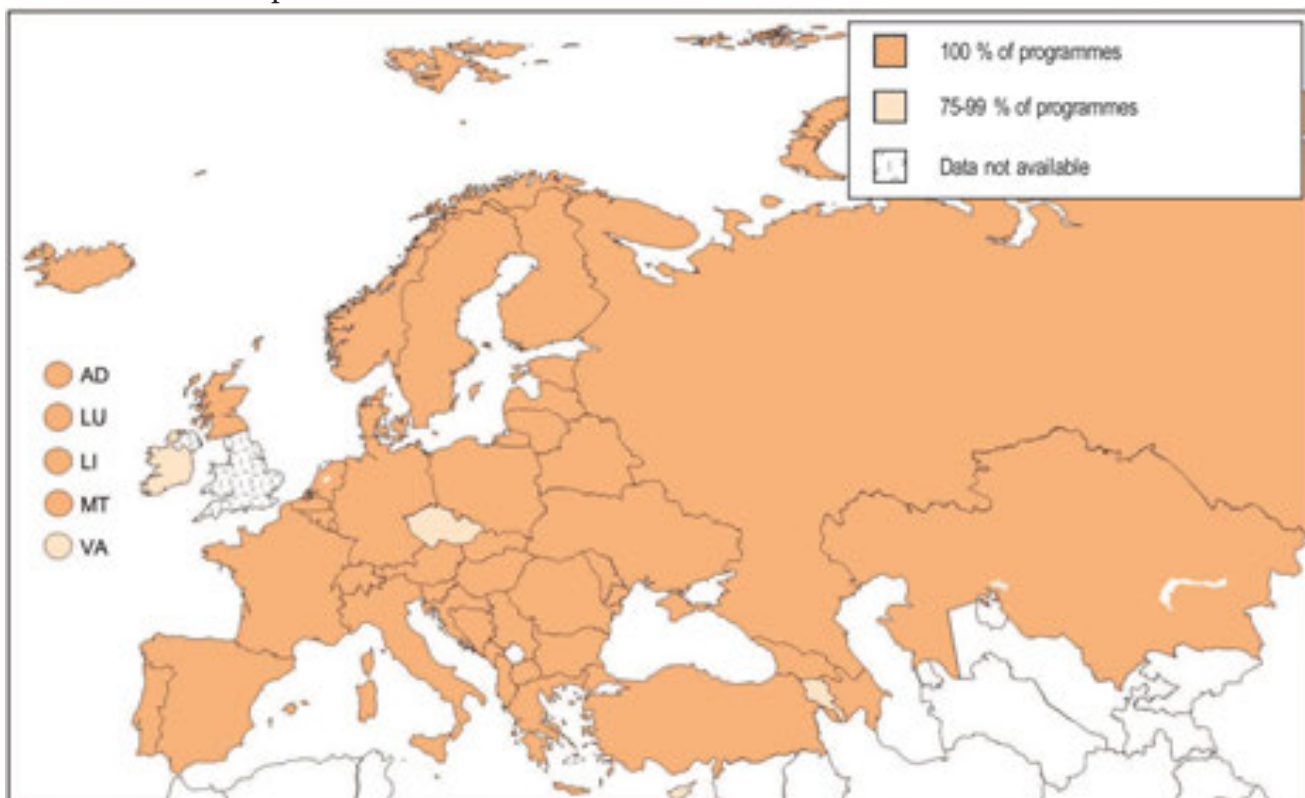 100 % of programmes
75-99 % of programmes
Data not available
AD
LU
LI
MT
VA